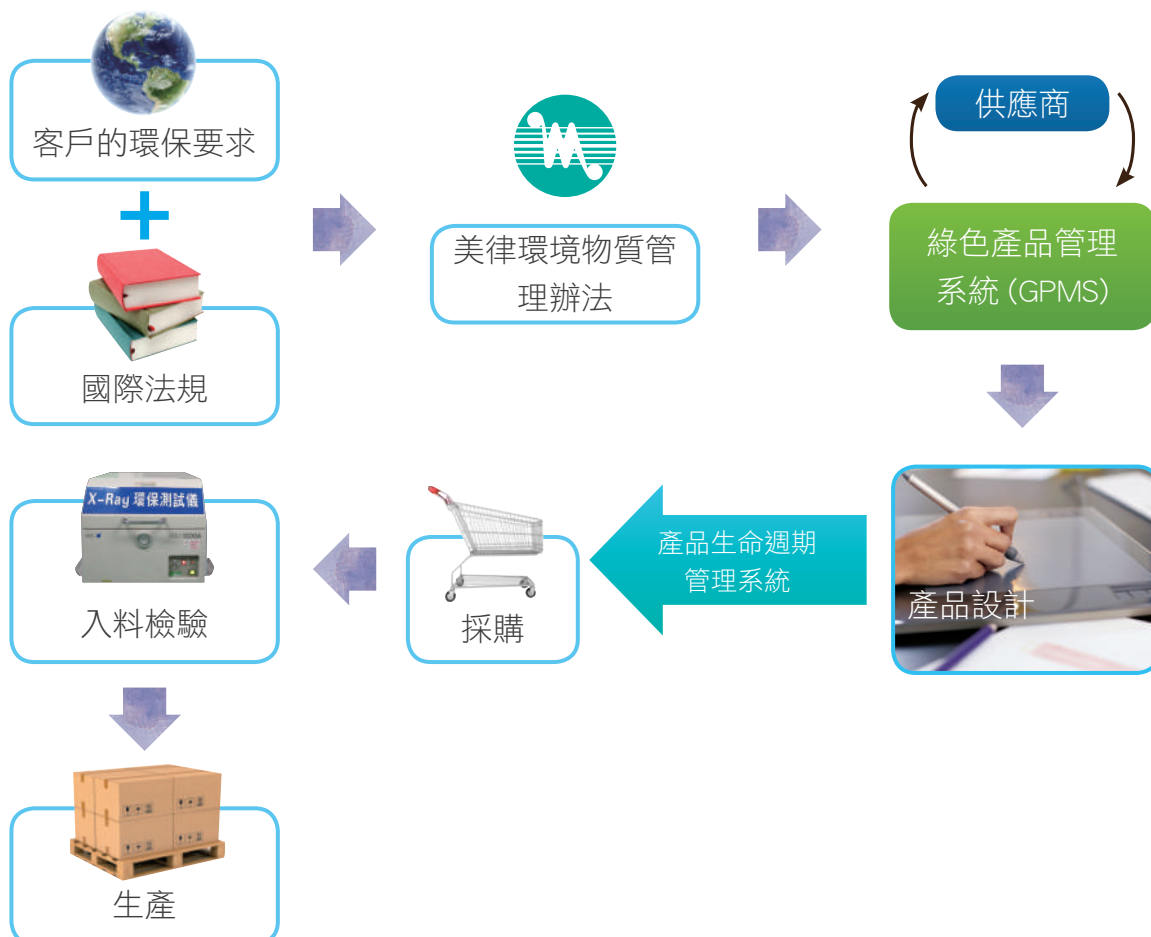 客戶的環保要求
國際法規
美律環境物質管
理辦法
供應商
綠色產品管理
系統 (GPMS)
產品設計
產品生命週期
管理系統
採購
X-Ray 環保測試儀
入料檢驗
生產